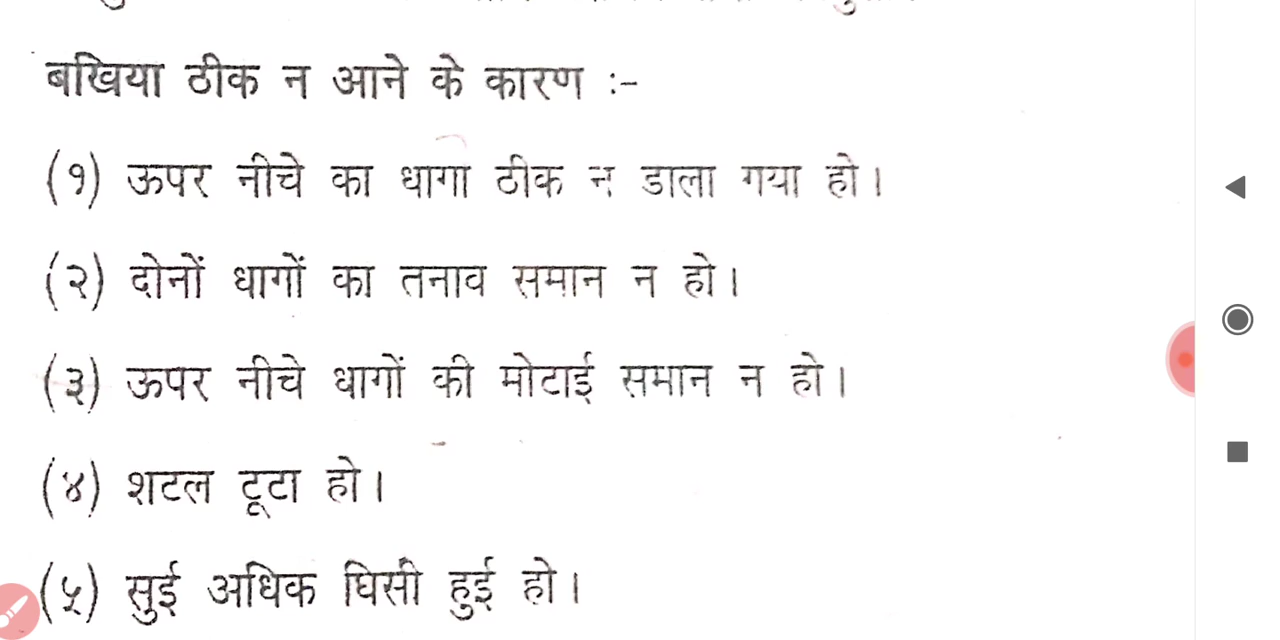 बखिया ठीक न आने के कारण :-
(१) ऊपर नीचे का धागा ठीक न डाला गया हो।
(२) दोनों धागों का तनाव समान न हो।
(३) ऊपर नीचे धागों की मोटाई समान न हो।
(४) शटल टूटा हो।
(५) सुई अधिक घिसी हुई हो।